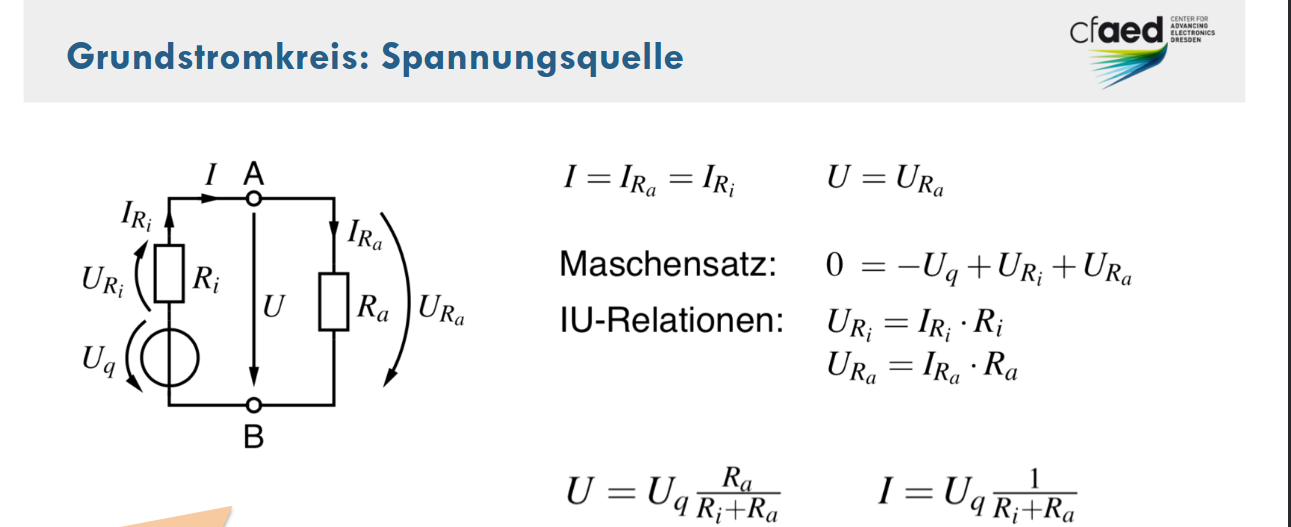 Grundstromkreis: Spannungsquelle
cfaed
CENTER FOR
ADVANCING
ELECTRONICS
DRESDEN
I A
I_{R_i}
U_{R_i} R_i
U_q
U
I_{R_a}
R_a U_{R_a}
B
I = I_{R_a} = I_{R_i} U = U_{R_a}
Maschensatz: 0 = −U_q + U_{R_i} + U_{R_a}
IU-Relationen: U_{R_i} = I_{R_i} · R_i
U_{R_a} = I_{R_a} · R_a
U = U_q \frac{R_a}{R_i+R_a} I = U_q \frac{1}{R_i+R_a}